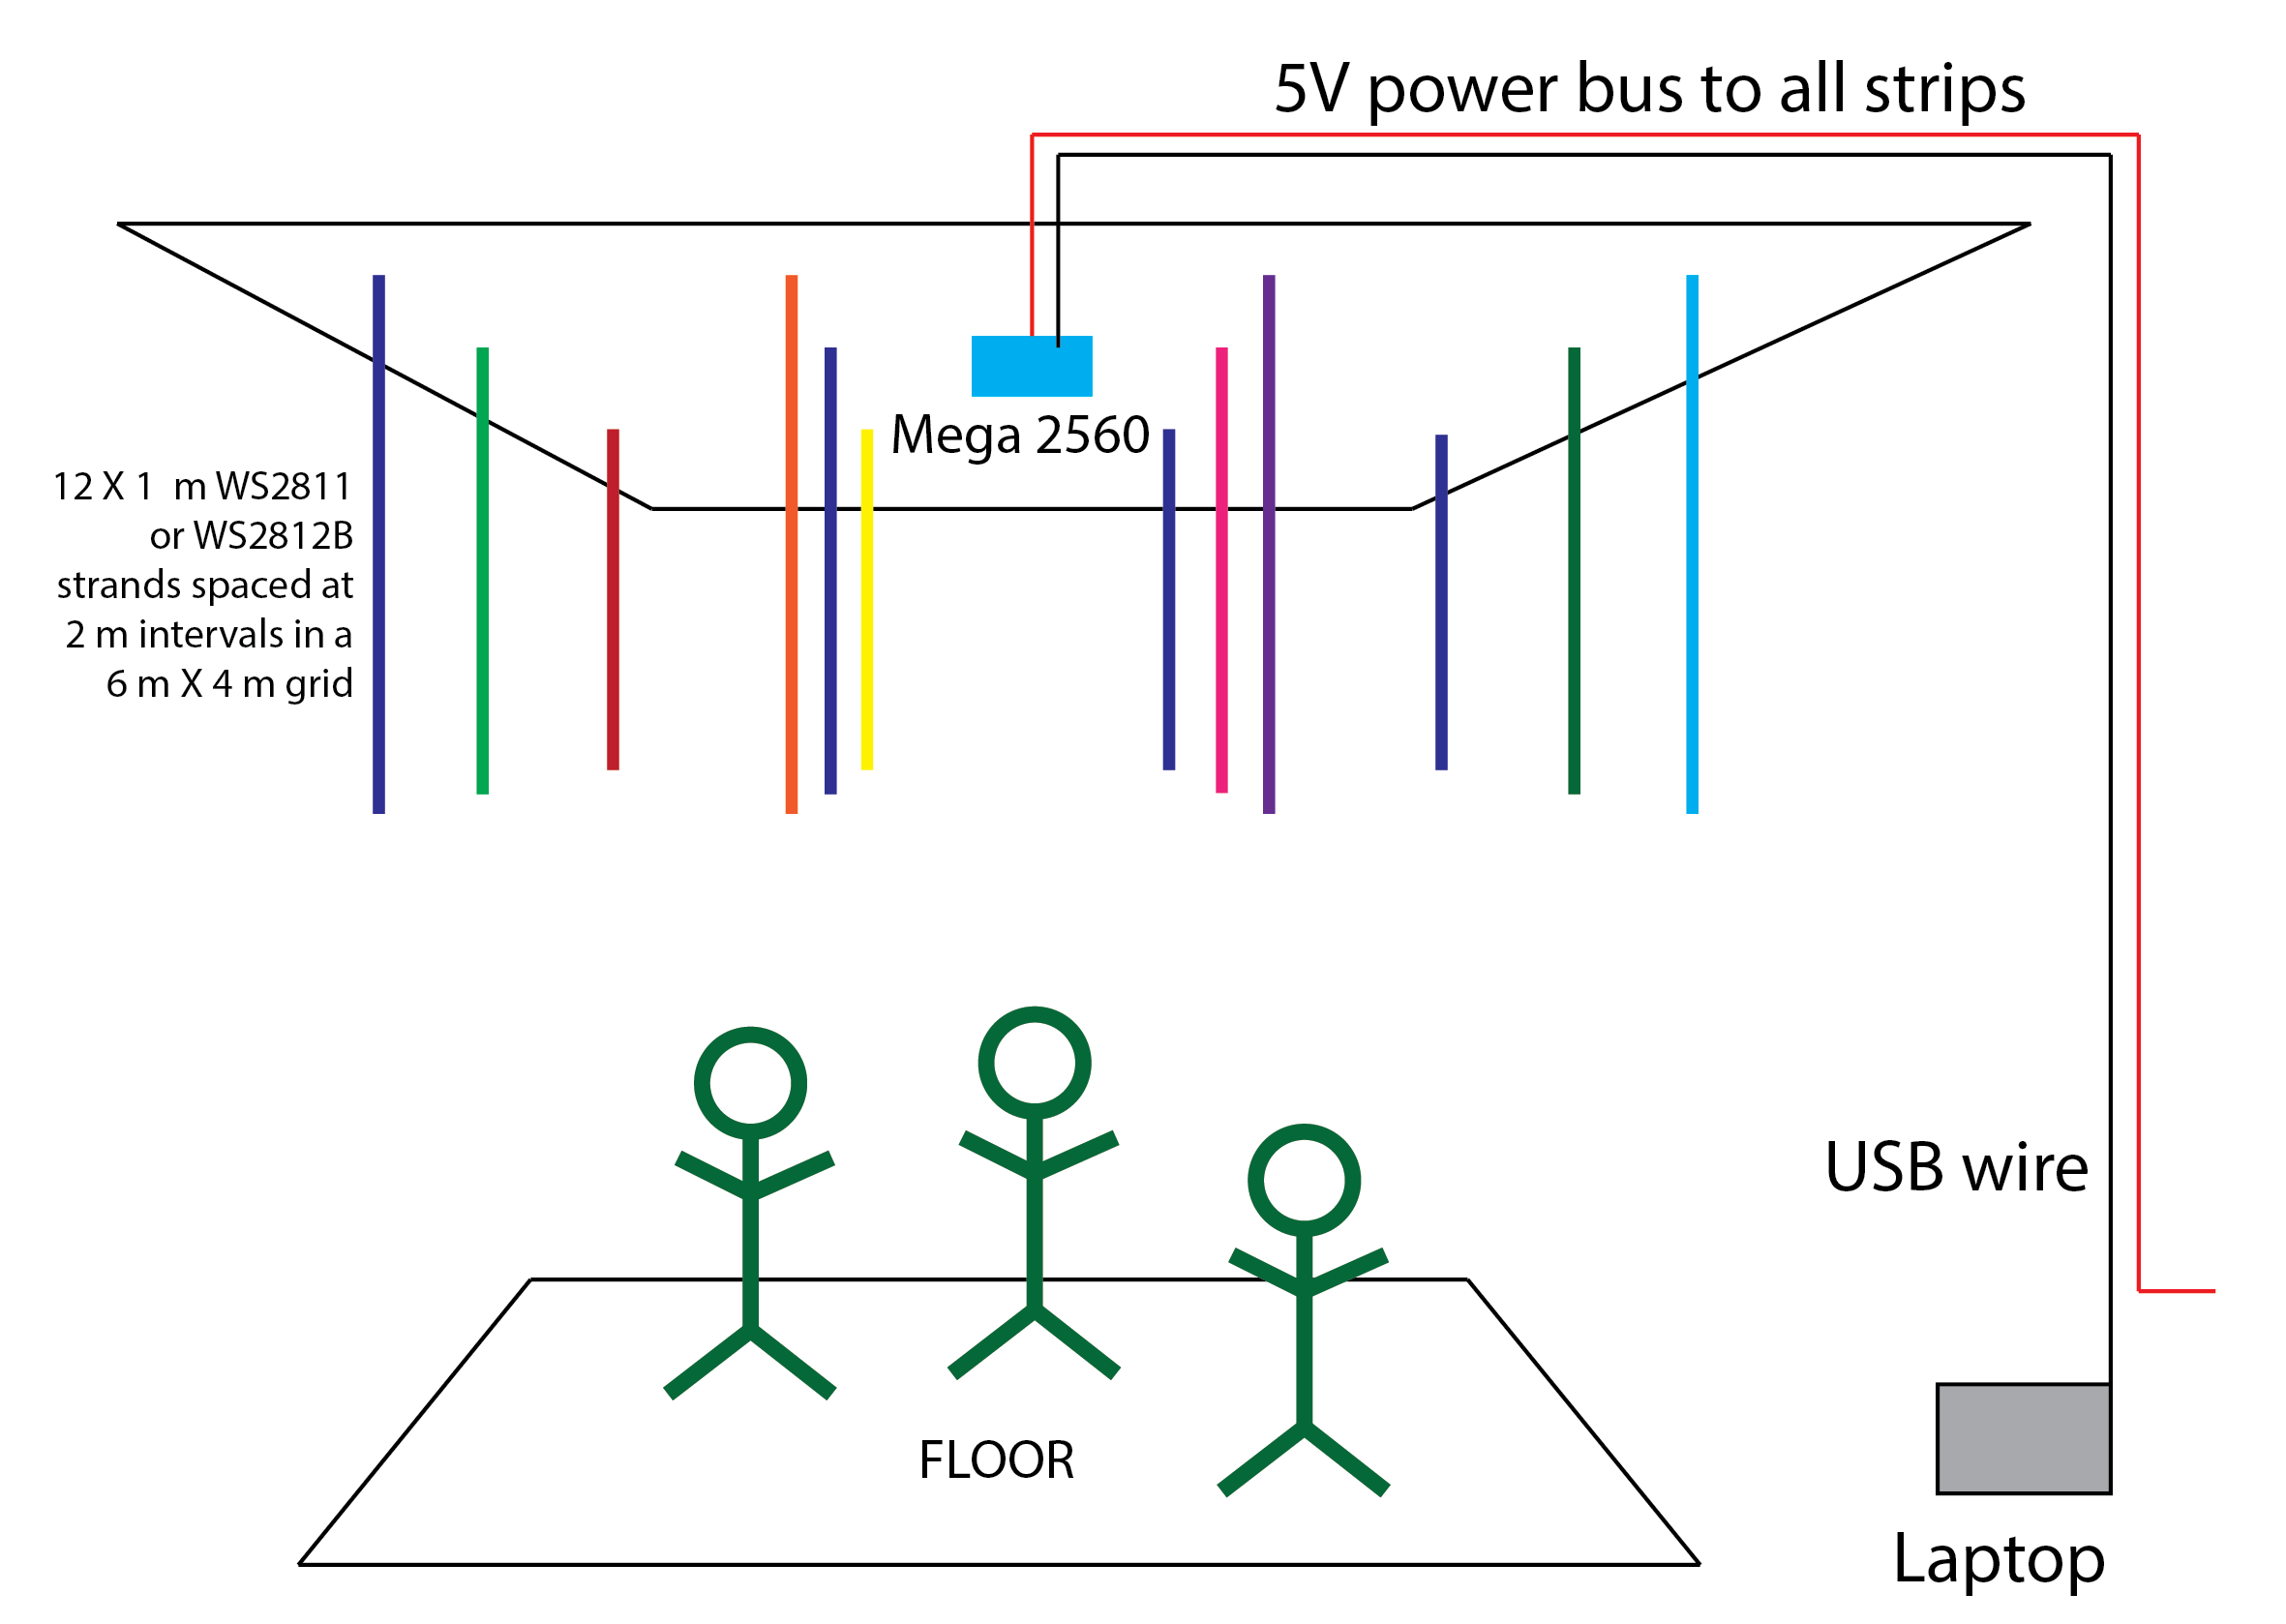 5V power bus to all strips
Mega 2560
12 X 1  m WS2811
or WS2812B
strands spaced at
2 m intervals in a
6 m X 4 m grid
USB wire
FLOOR
Laptop